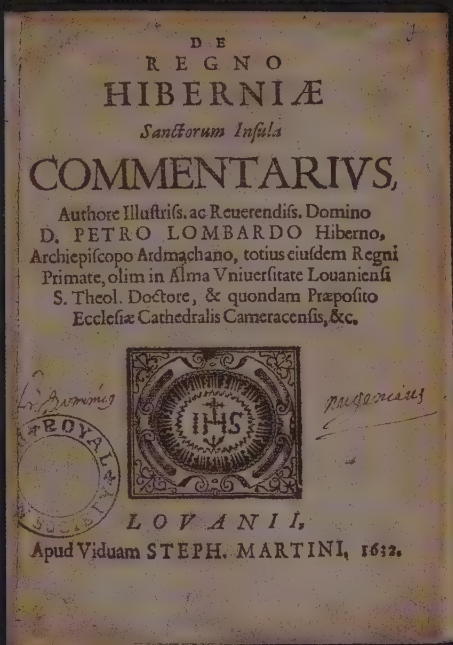 DE
REGNO
HIBERNIÆ
Sanctorum Insula
COMMENTARIVS,
Authore Illustriss. ac Reuerendiss. Domino
D. PETRO LOMBARDO Hiberno,
Archiepiscopo Ardmachano, totius eiusdem Regni
Primate, olim in Alma Vniuersitate Louaniensi
S. Theol. Doctore, & quondam Præposito
Ecclesiæ Cathedralis Cameracensis, &c.
IHS
ROYAL
LOVANII,
Apud Viduam STEPH. MARTINI, 1632.